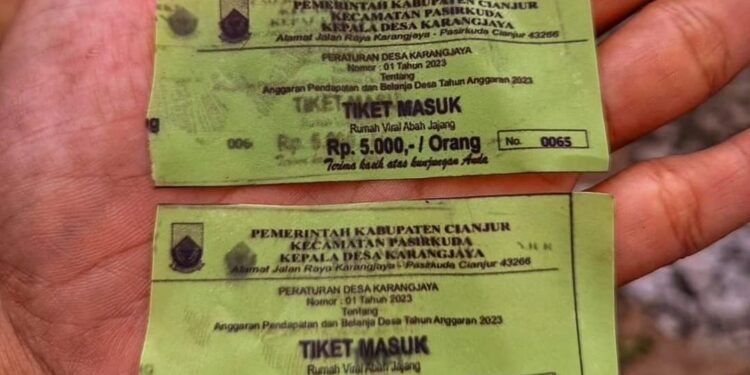 PEMERINTAH KABUPATEN CIANJUR
KECAMATAN PASIRKUDA
KEPALA DESA KARANGJAYA
Alamat Jalan Raya Karangjaya - Pasirkuda Cianjur 43266
PERATURAN DESA KARANGJAYA
Nomor : 01 Tahun 2023
Tentang
Anggaran Pendapatan dan Belanja Desa Tahun Anggaran 2023
TIKET MASUK
Rumah Viral Abah Jajang
Rp. 5.000,- / Orang
No. 0065
Terima kasih atas kunjungan Anda
PEMERINTAH KABUPATEN CIANJUR
KECAMATAN PASIRKUDA
KEPALA DESA KARANGJAYA
Alamat Jalan Raya Karangjaya - Pasirkuda Cianjur 43266
PERATURAN DESA KARANGJAYA
Nomor : 01 Tahun 2023
Tentang
Anggaran Pendapatan dan Belanja Desa Tahun Anggaran 2023
TIKET MASUK
Rumah Viral Abah Jajang